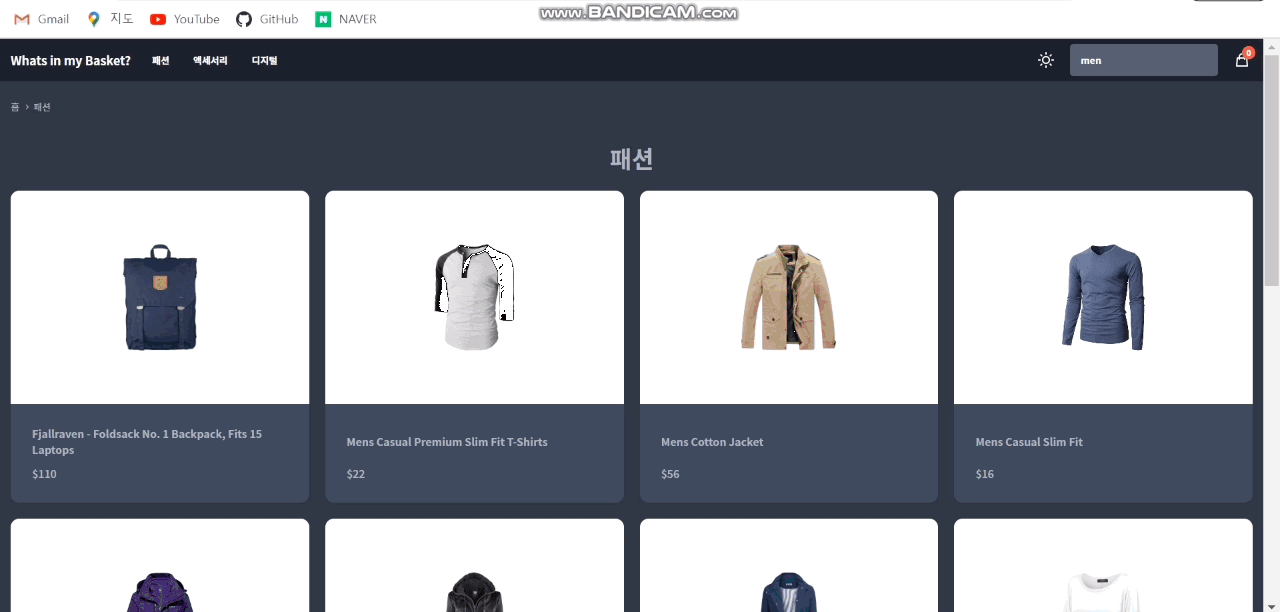 www.BANDICAM.com
Gmail 지도 YouTube GitHub NAVER
Whats in my Basket? 패션 액세서리 디지털 men 0
홈 > 패션
패션
Fjallraven - Foldsack No. 1 Backpack, Fits 15
Laptops
$110
Mens Casual Premium Slim Fit T-Shirts
$22
Mens Cotton Jacket
$56
Mens Casual Slim Fit
$16